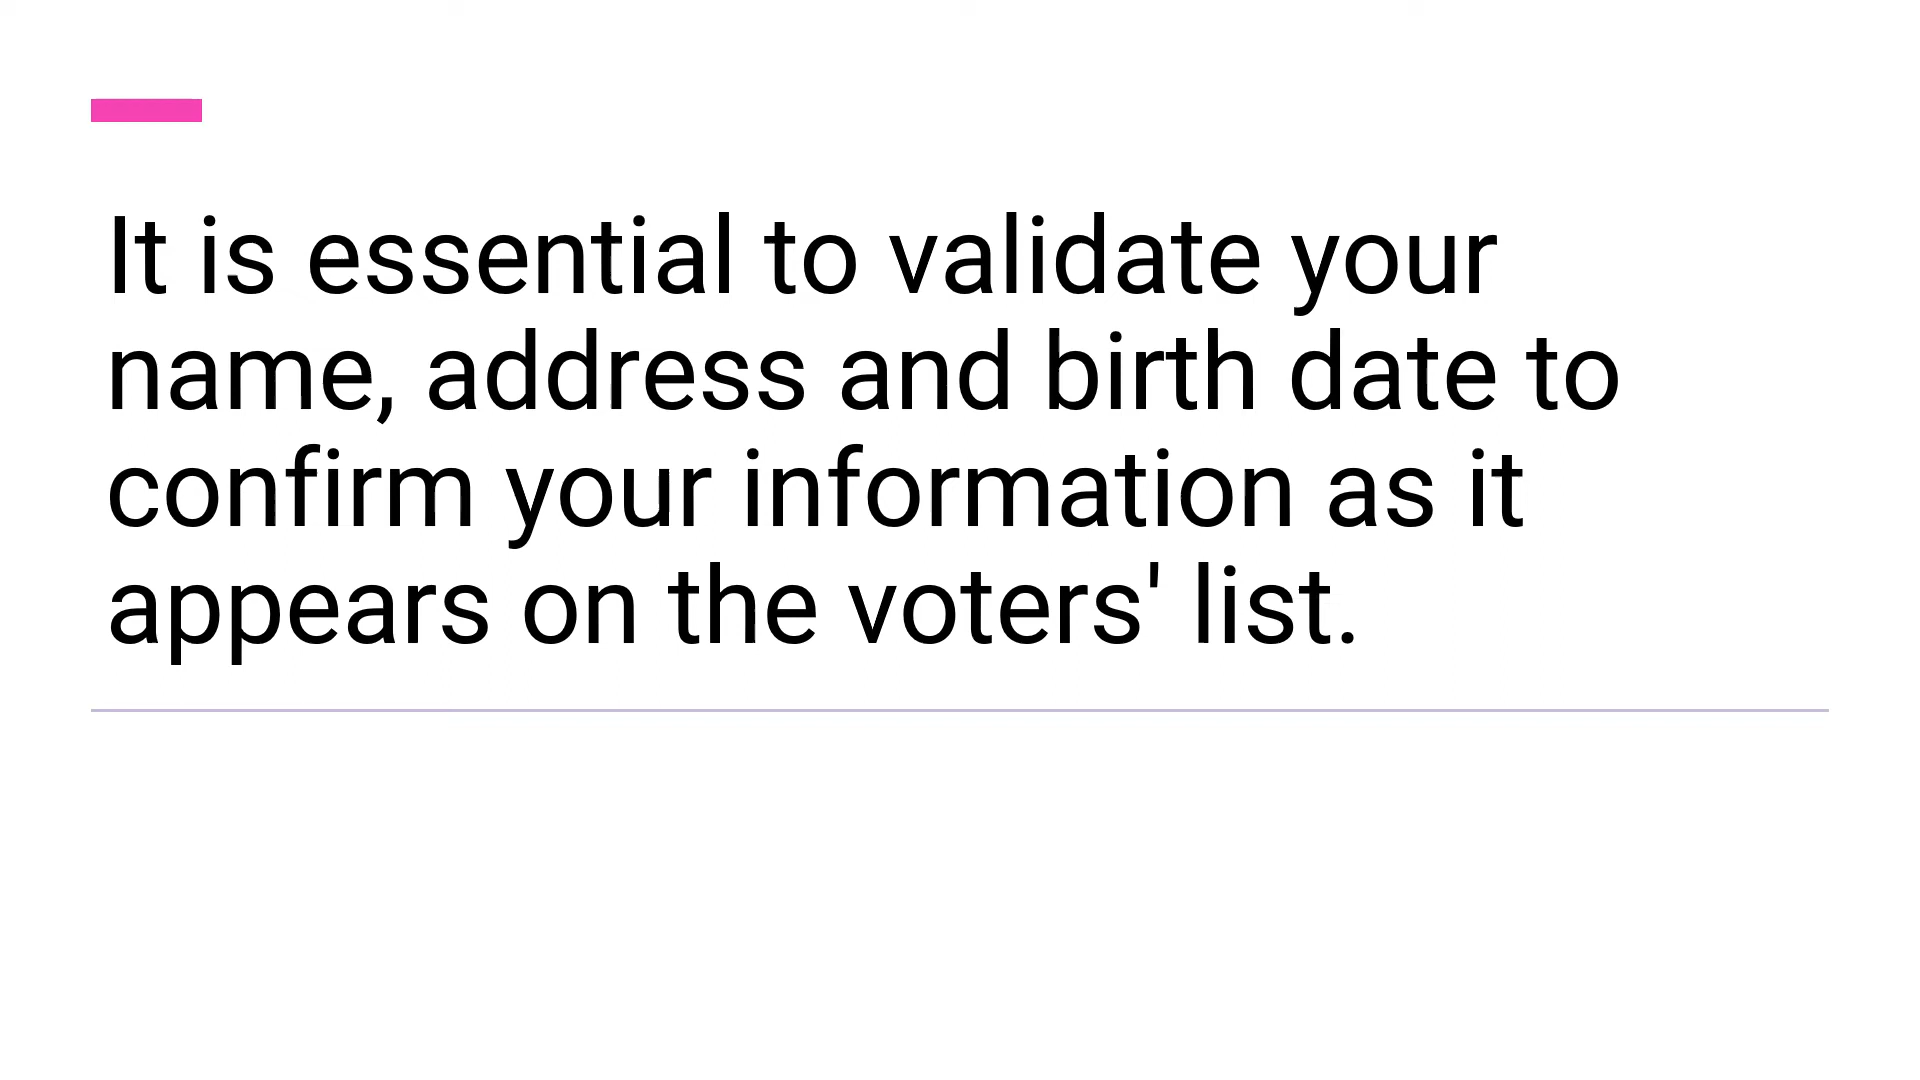 It is essential to validate your
name, address and birth date to
confirm your information as it
appears on the voters' list.